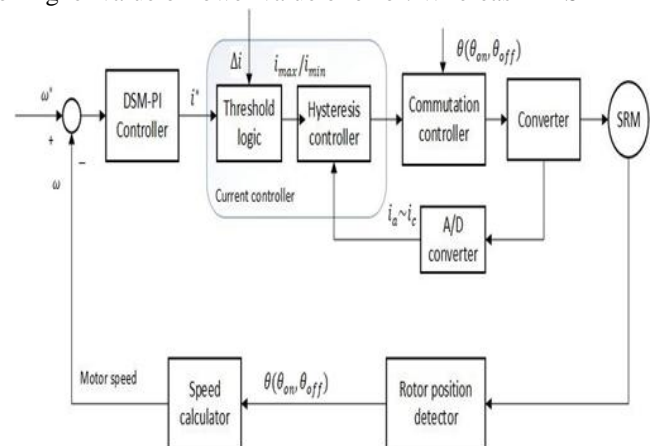 ω*
+
−
ω
DSM-PI
Controller
i*
Δi
i_max/i_min
Threshold
logic
Hysteresis
controller
Current controller
θ(θ_on, θ_off)
Commutation
controller
Converter
SRM
i_a~i_c
A/D
converter
Motor speed
Speed
calculator
θ(θ_on, θ_off)
Rotor position
detector